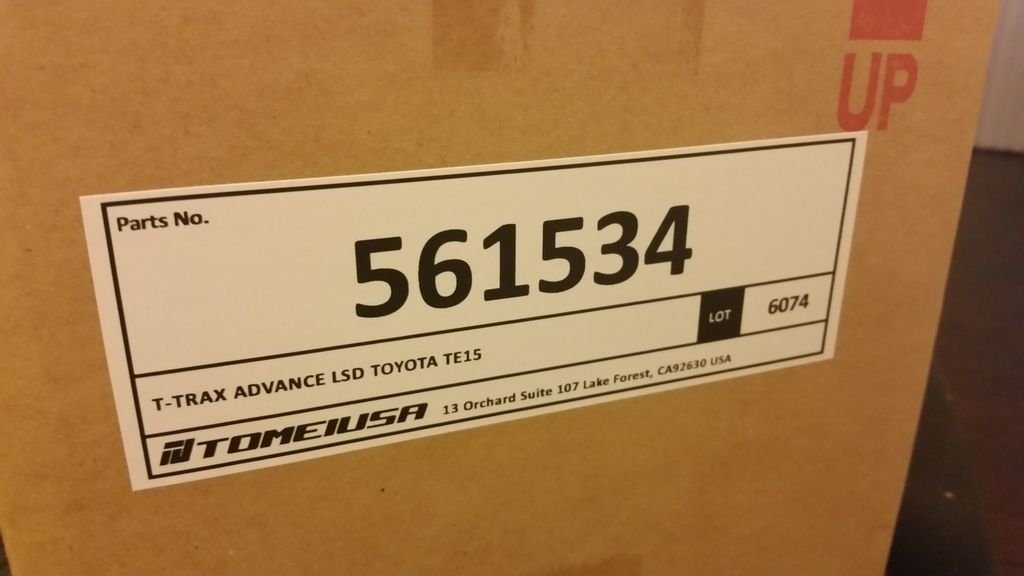 UP
Parts No.
561534
T-TRAX ADVANCE LSD TOYOTA TE15
LOT 6074
TOMEIUSA 13 Orchard Suite 107 Lake Forest, CA92630 USA